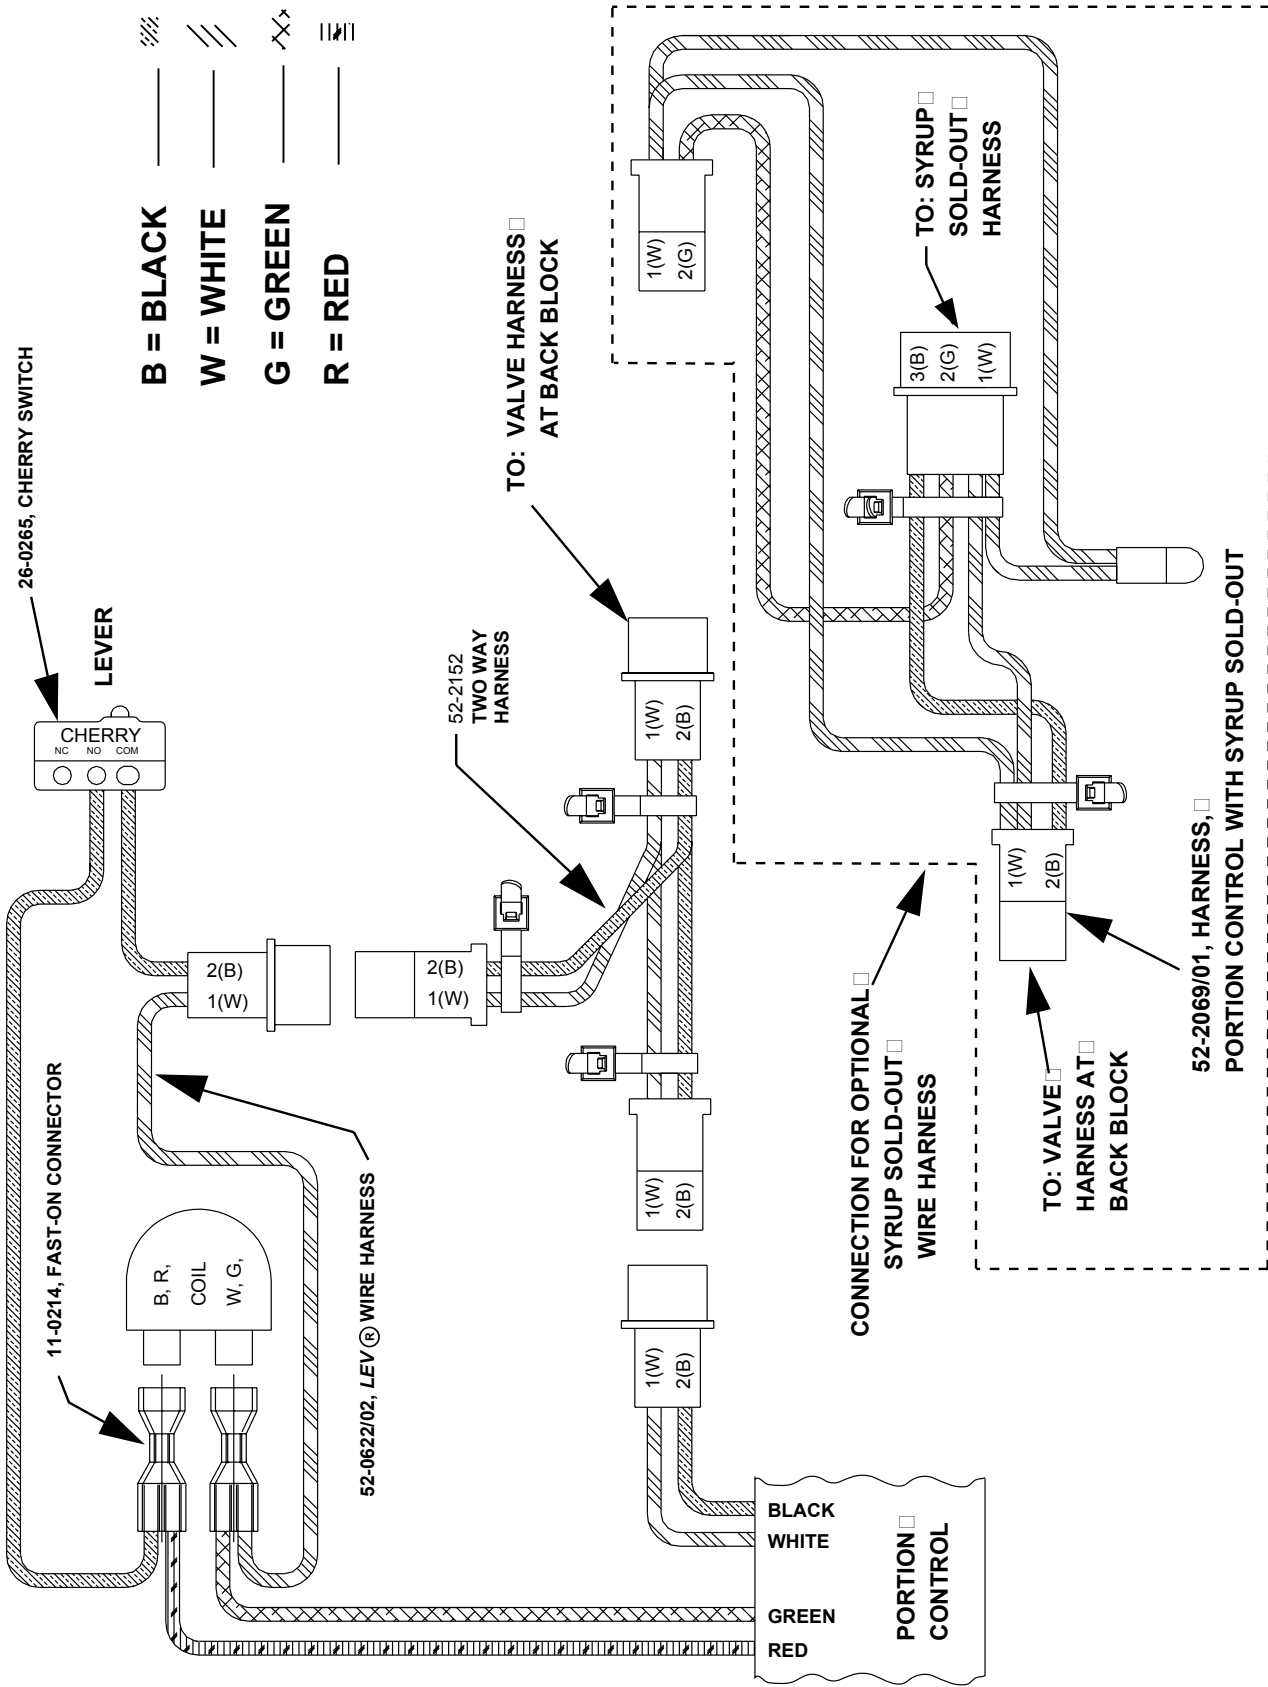 B = BLACK
W = WHITE
G = GREEN
R = RED
26-0265, CHERRY SWITCH
LEVER
CHERRY
NC NO COM
TO: VALVE HARNESS
AT BACK BLOCK
52-2152
TWO WAY
HARNESS
1(W)
2(B)
2(B)
1(W)
2(B)
1(W)
11-0214, FAST-ON CONNECTOR
B, R,
COIL
W, G,
52-0622/02, LEV ® WIRE HARNESS
1(W)
2(B)
1(W)
2(B)
BLACK
WHITE
GREEN
RED
PORTION
CONTROL
1(W)
2(G)
TO: SYRUP
SOLD-OUT
HARNESS
3(B)
2(G)
1(W)
1(W)
2(B)
CONNECTION FOR OPTIONAL
SYRUP SOLD-OUT
WIRE HARNESS
TO: VALVE
HARNESS AT
BACK BLOCK
52-2069/01, HARNESS,
PORTION CONTROL WITH SYRUP SOLD-OUT